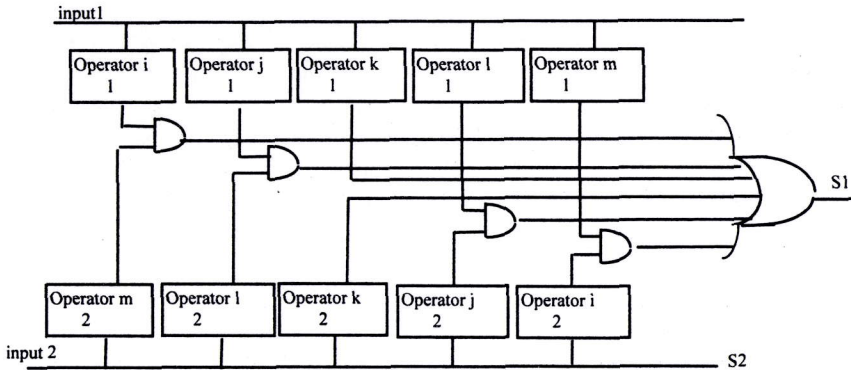 input1
Operator i
1
Operator j
1
Operator k
1
Operator l
1
Operator m
1
S1
Operator m
2
Operator l
2
Operator k
2
Operator j
2
Operator i
2
input 2
S2